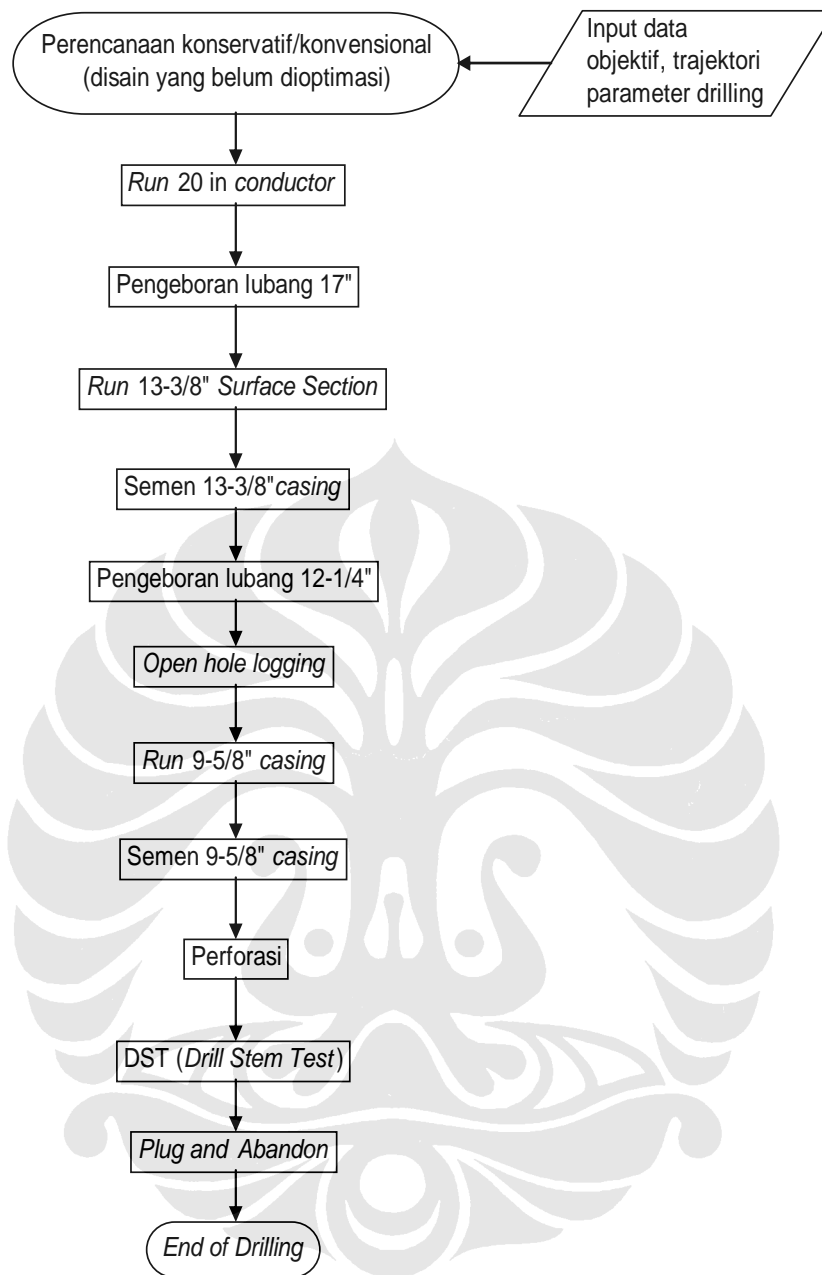 Perencanaan konservatif/konvensional
(disain yang belum dioptimasi)
Input data
objektif, trajektori
parameter drilling
Run 20 in conductor
Pengeboran lubang 17"
Run 13-3/8" Surface Section
Semen 13-3/8"casing
Pengeboran lubang 12-1/4"
Open hole logging
Run 9-5/8" casing
Semen 9-5/8" casing
Perforasi
DST (Drill Stem Test)
Plug and Abandon
End of Drilling